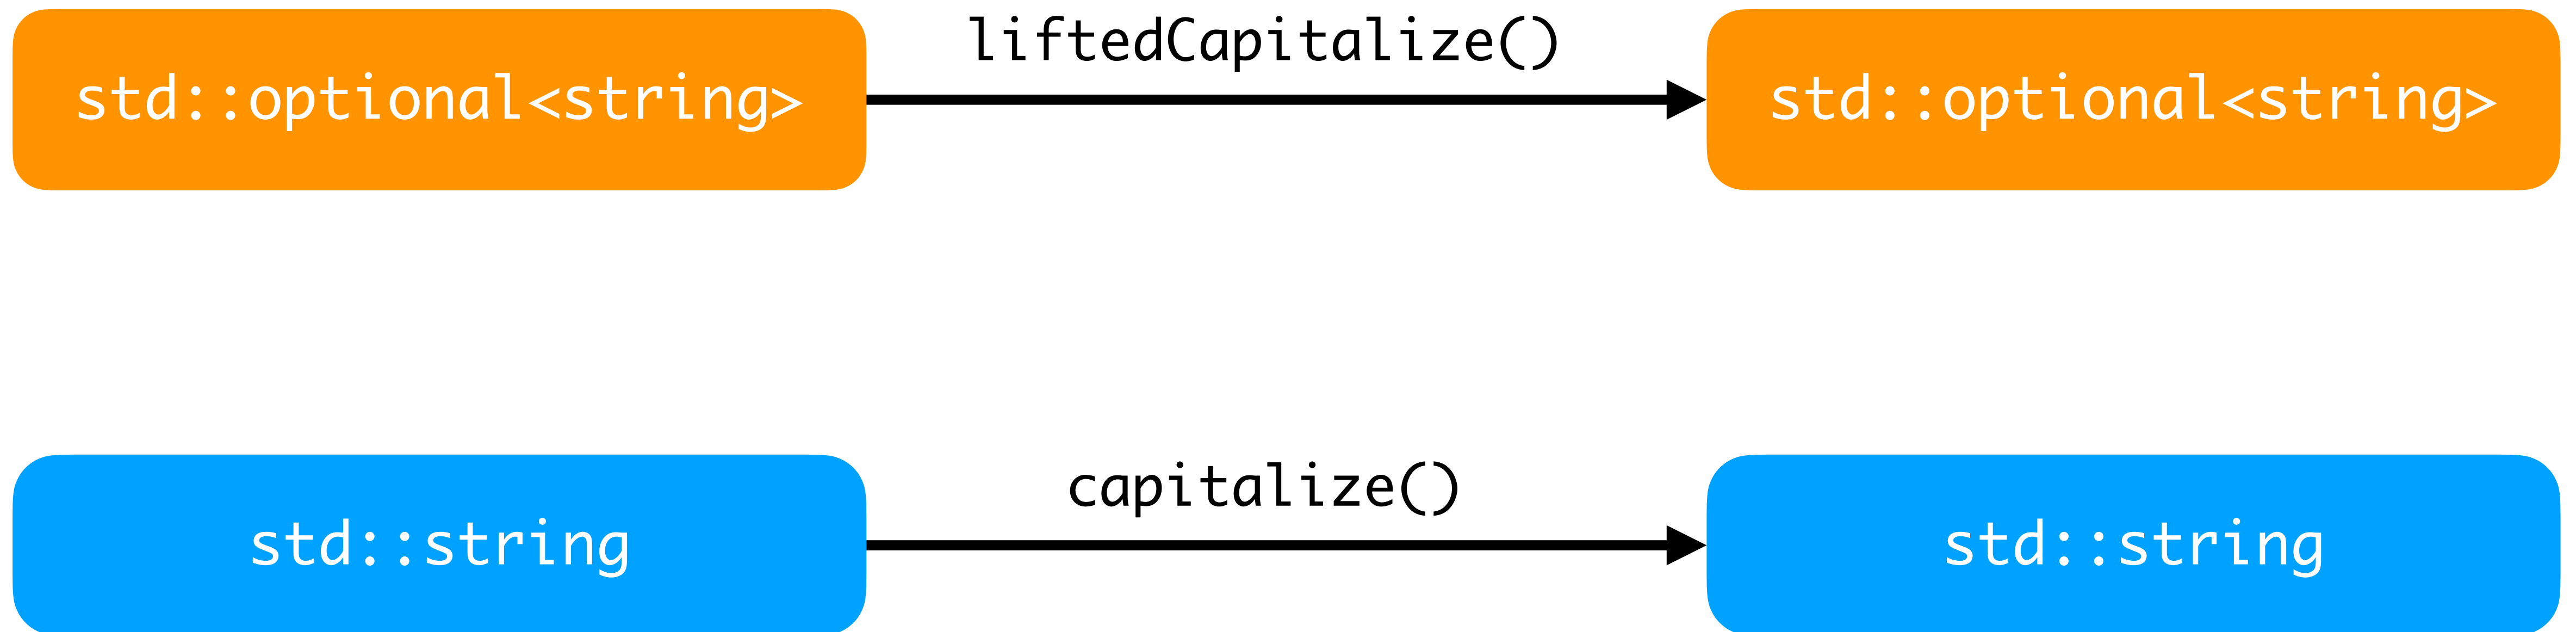 liftedCapitalize()
std::optional<string>
std::optional<string>
capitalize()
std::string
std::string